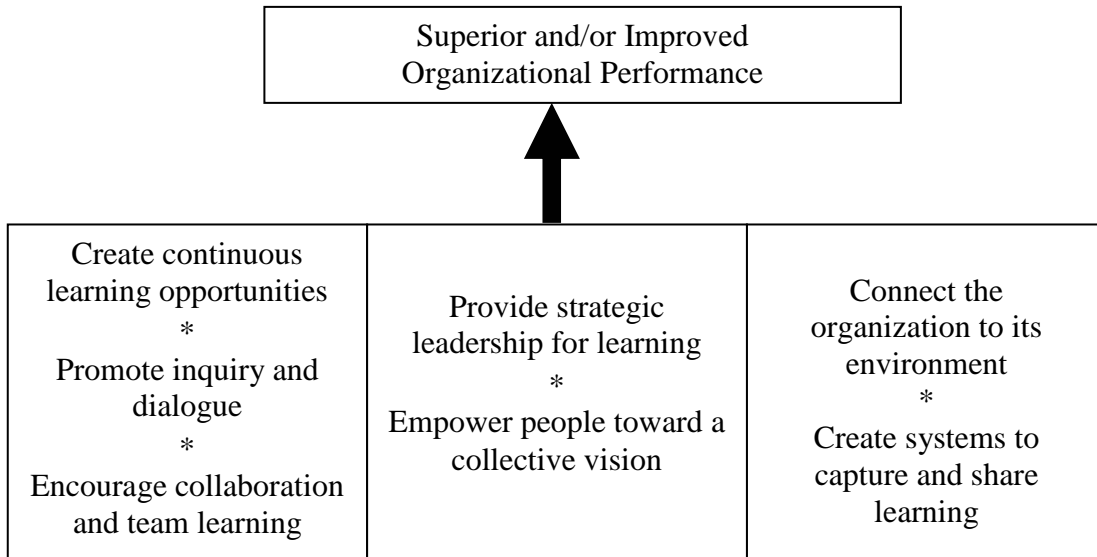 Superior and/or Improved
Organizational Performance
Create continuous
learning opportunities
*
Promote inquiry and
dialogue
*
Encourage collaboration
and team learning
Provide strategic
leadership for learning
*
Empower people toward a
collective vision
Connect the
organization to its
environment
*
Create systems to
capture and share
learning